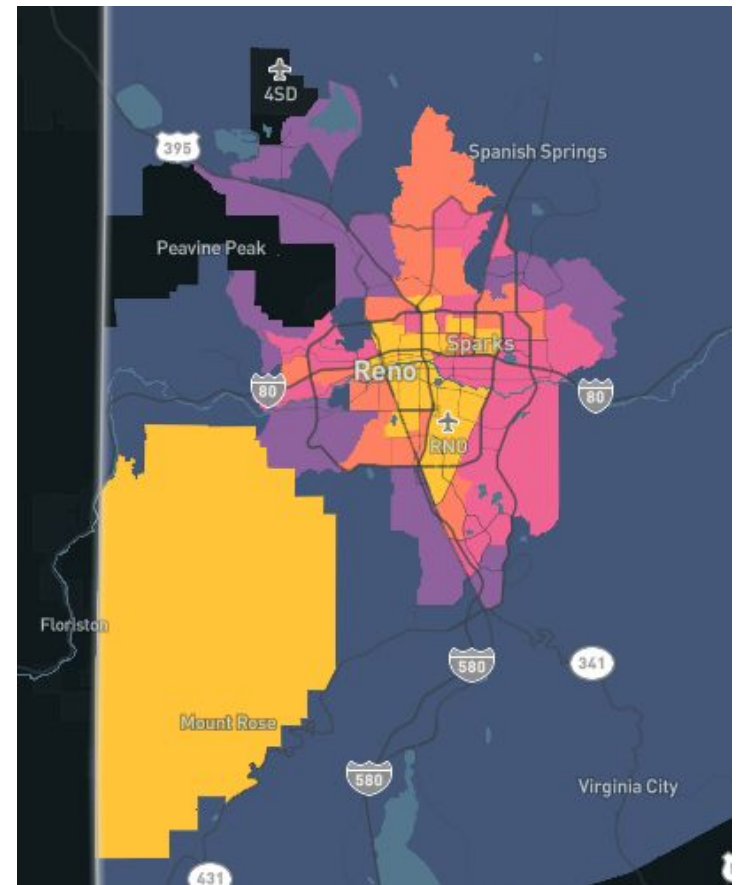 4SD
395
Spanish Springs
Peavine Peak
Sparks
Reno
80
80
RNO
Floriston
580
341
Mount Rose
580
Virginia City
431